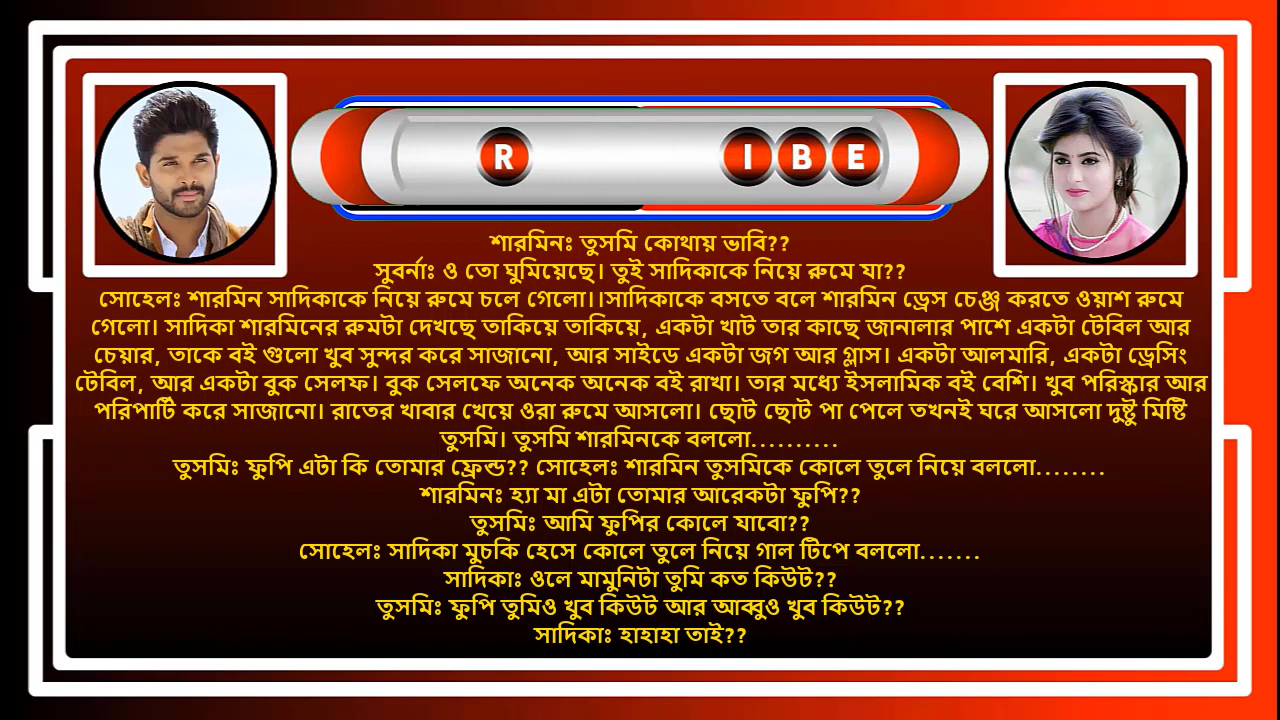 R I B E
শারমিনঃ তুসমি কোথায় ভাবি??
সুবর্নাঃ ও তো ঘুমিয়েছে। তুই সাদিকাকে নিয়ে রুমে যা??
সোহেলঃ শারমিন সাদিকাকে নিয়ে রুমে চলে গেলো।।সাদিকাকে বসতে বলে শারমিন ড্রেস চেঞ্জ করতে ওয়াশ রুমে
গেলো। সাদিকা শারমিনের রুমটা দেখছে তাকিয়ে তাকিয়ে, একটা খাট তার কাছে জানালার পাশে একটা টেবিল আর
চেয়ার, তাকে বই গুলো খুব সুন্দর করে সাজানো, আর সাইডে একটা জগ আর গ্লাস। একটা আলমারি, একটা ড্রেসিং
টেবিল, আর একটা বুক সেলফ। বুক সেলফে অনেক অনেক বই রাখা। তার মধ্যে ইসলামিক বই বেশি। খুব পরিস্কার আর
পরিপার্টি করে সাজানো। রাতের খাবার খেয়ে ওরা রুমে আসলো। ছোট ছোট পা পেলে তখনই ঘরে আসলো দুষ্টু মিষ্টি
তুসমি। তুসমি শারমিনকে বললো..........
তুসমিঃ ফুপি এটা কি তোমার ফ্রেন্ড?? সোহেলঃ শারমিন তুসমিকে কোলে তুলে নিয়ে বললো........
শারমিনঃ হ্যা মা এটা তোমার আরেকটা ফুপি??
তুসমিঃ আমি ফুপির কোলে যাবো??
সোহেলঃ সাদিকা মুচকি হেসে কোলে তুলে নিয়ে গাল টিপে বললো.......
সাদিকাঃ ওলে মামুনিটা তুমি কত কিউট??
তুসমিঃ ফুপি তুমিও খুব কিউট আর আব্বুও খুব কিউট??
সাদিকাঃ হাহাহা তাই??